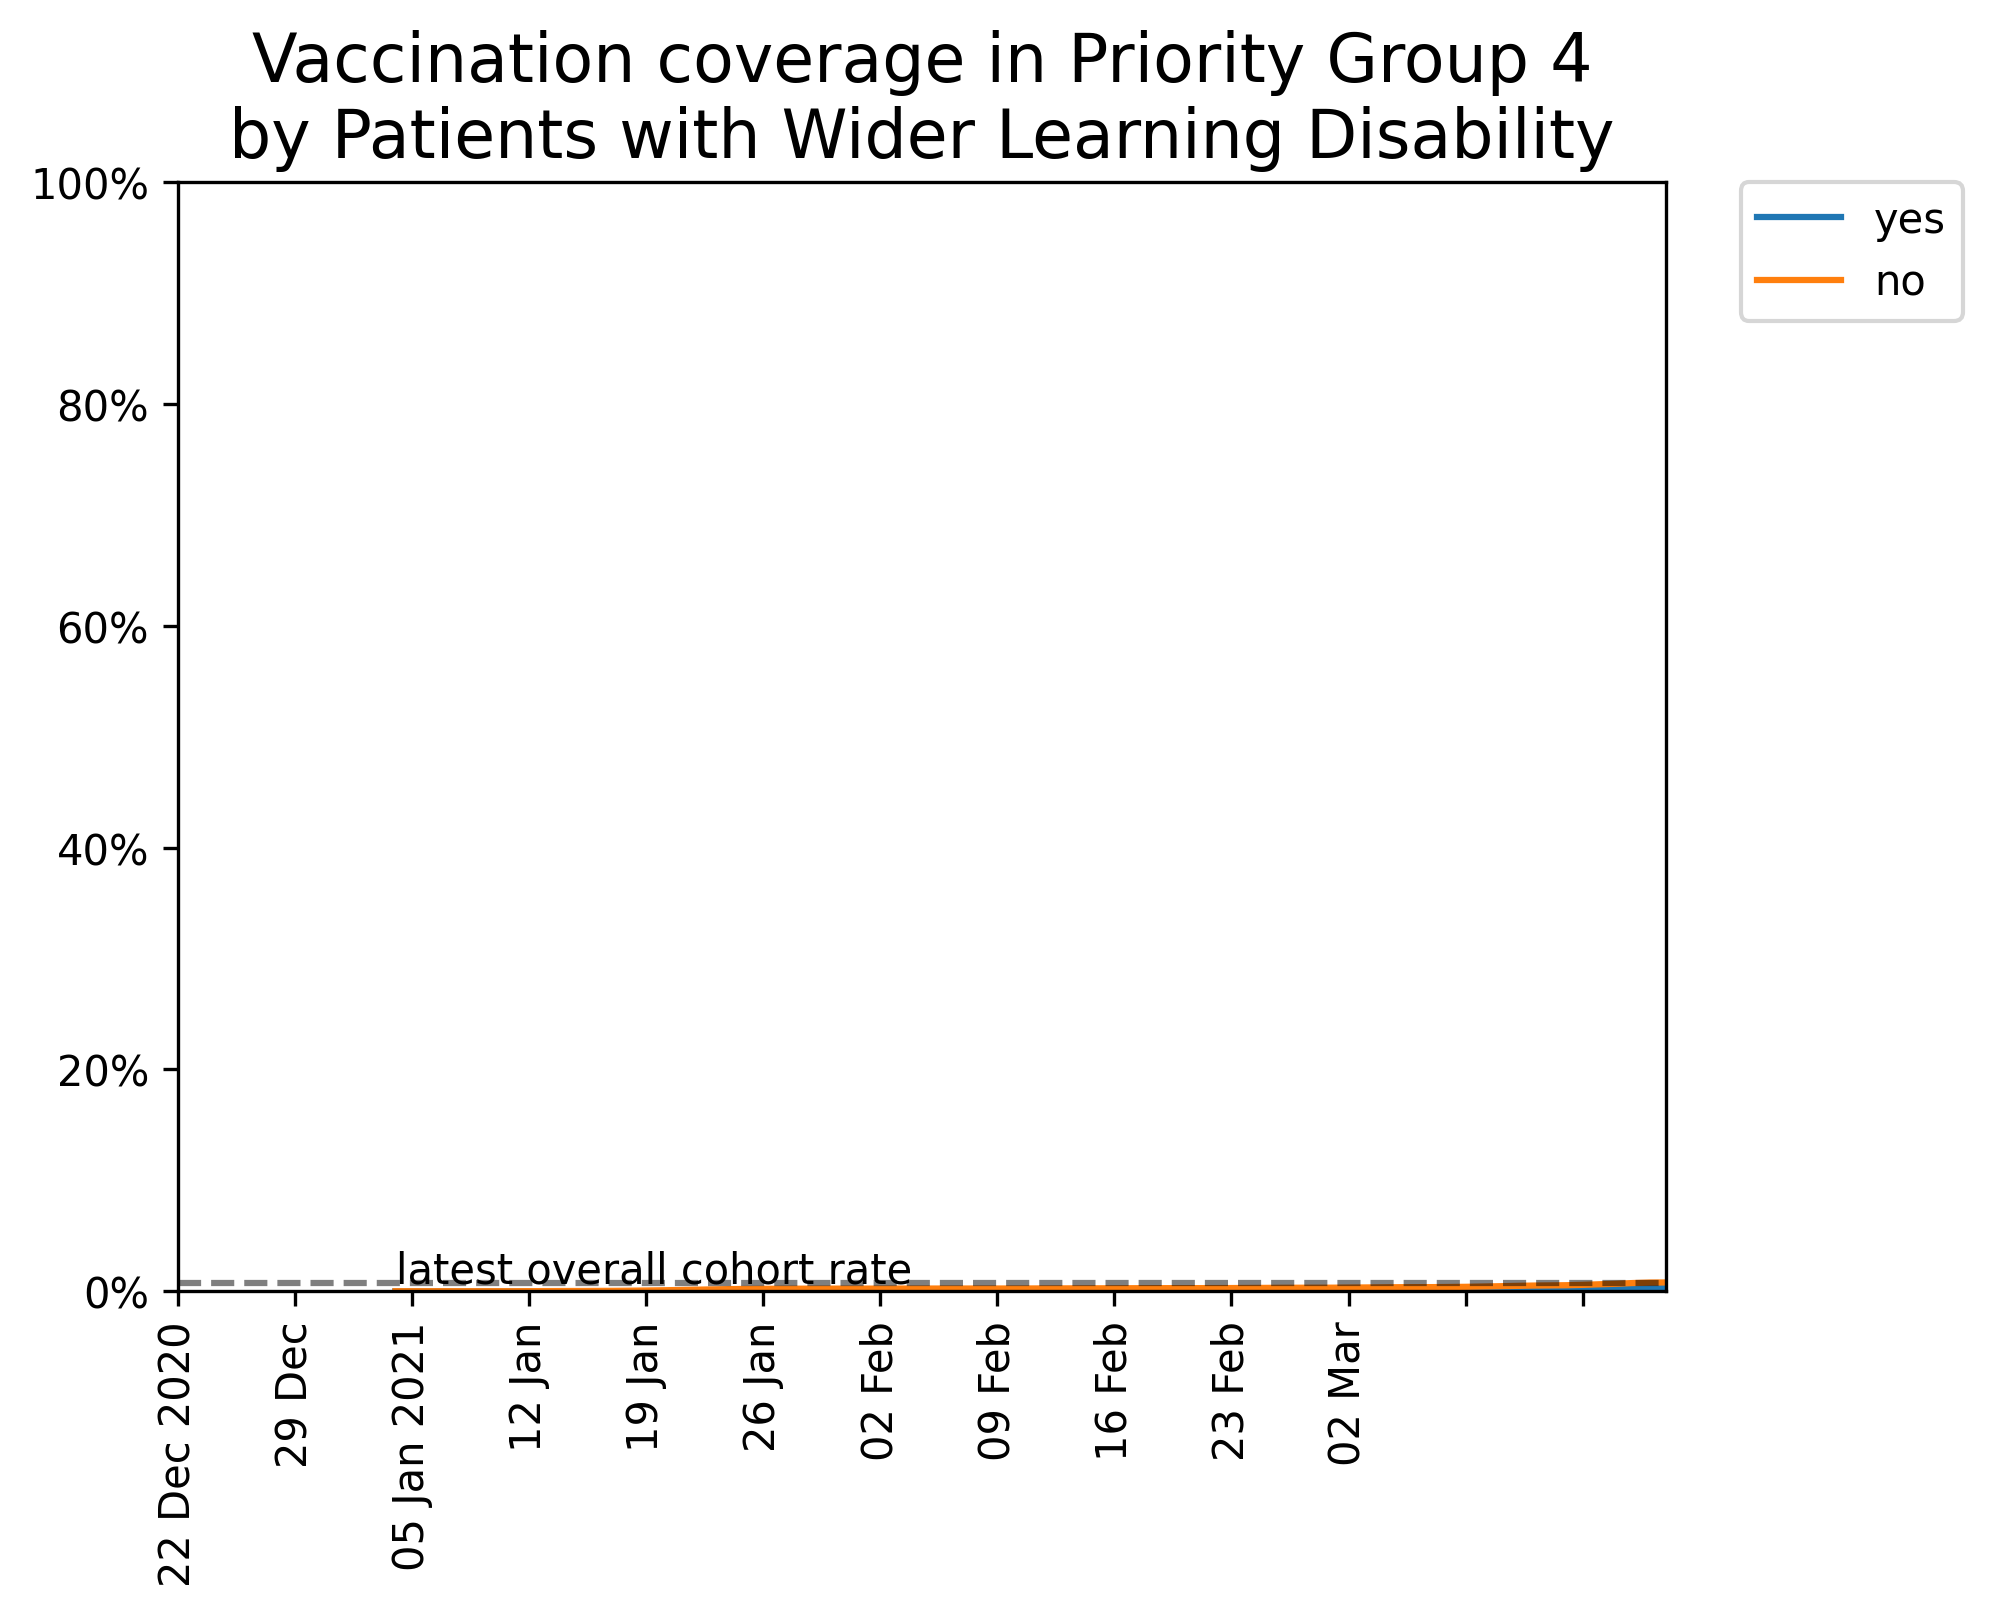 Vaccination coverage in Priority Group 4
by Patients with Wider Learning Disability
100%
80%
60%
40%
20%
0%
yes
no
latest overall cohort rate
22 Dec 2020
29 Dec
05 Jan 2021
12 Jan
19 Jan
26 Jan
02 Feb
09 Feb
16 Feb
23 Feb
02 Mar